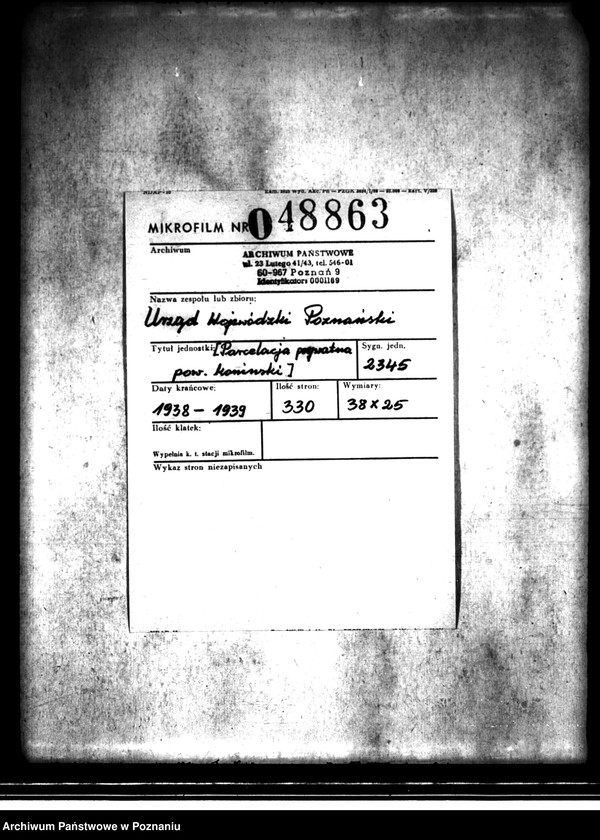 MIKROFILM NR 048863
Archiwum
ARCHIWUM PAŃSTWOWE
ul. 23 Lutego 41/43, tel. 546-01
60-967 Poznań 9
Identyfikator: 0001169
Nazwa zespołu lub zbioru:
Urząd Wojewódzki Poznański
Tytuł jednostki: [Parcelacja prywatna
pow. koniński]
Sygn. jedn.
2345
Daty krańcowe:
1938 – 1939
Ilość stron:
330
Wymiary:
38 x 25
Ilość klatek:
Wypełnia k. t. stacji mikrofilm.
Wykaz stron niezapisanych
Archiwum Państwowe w Poznaniu